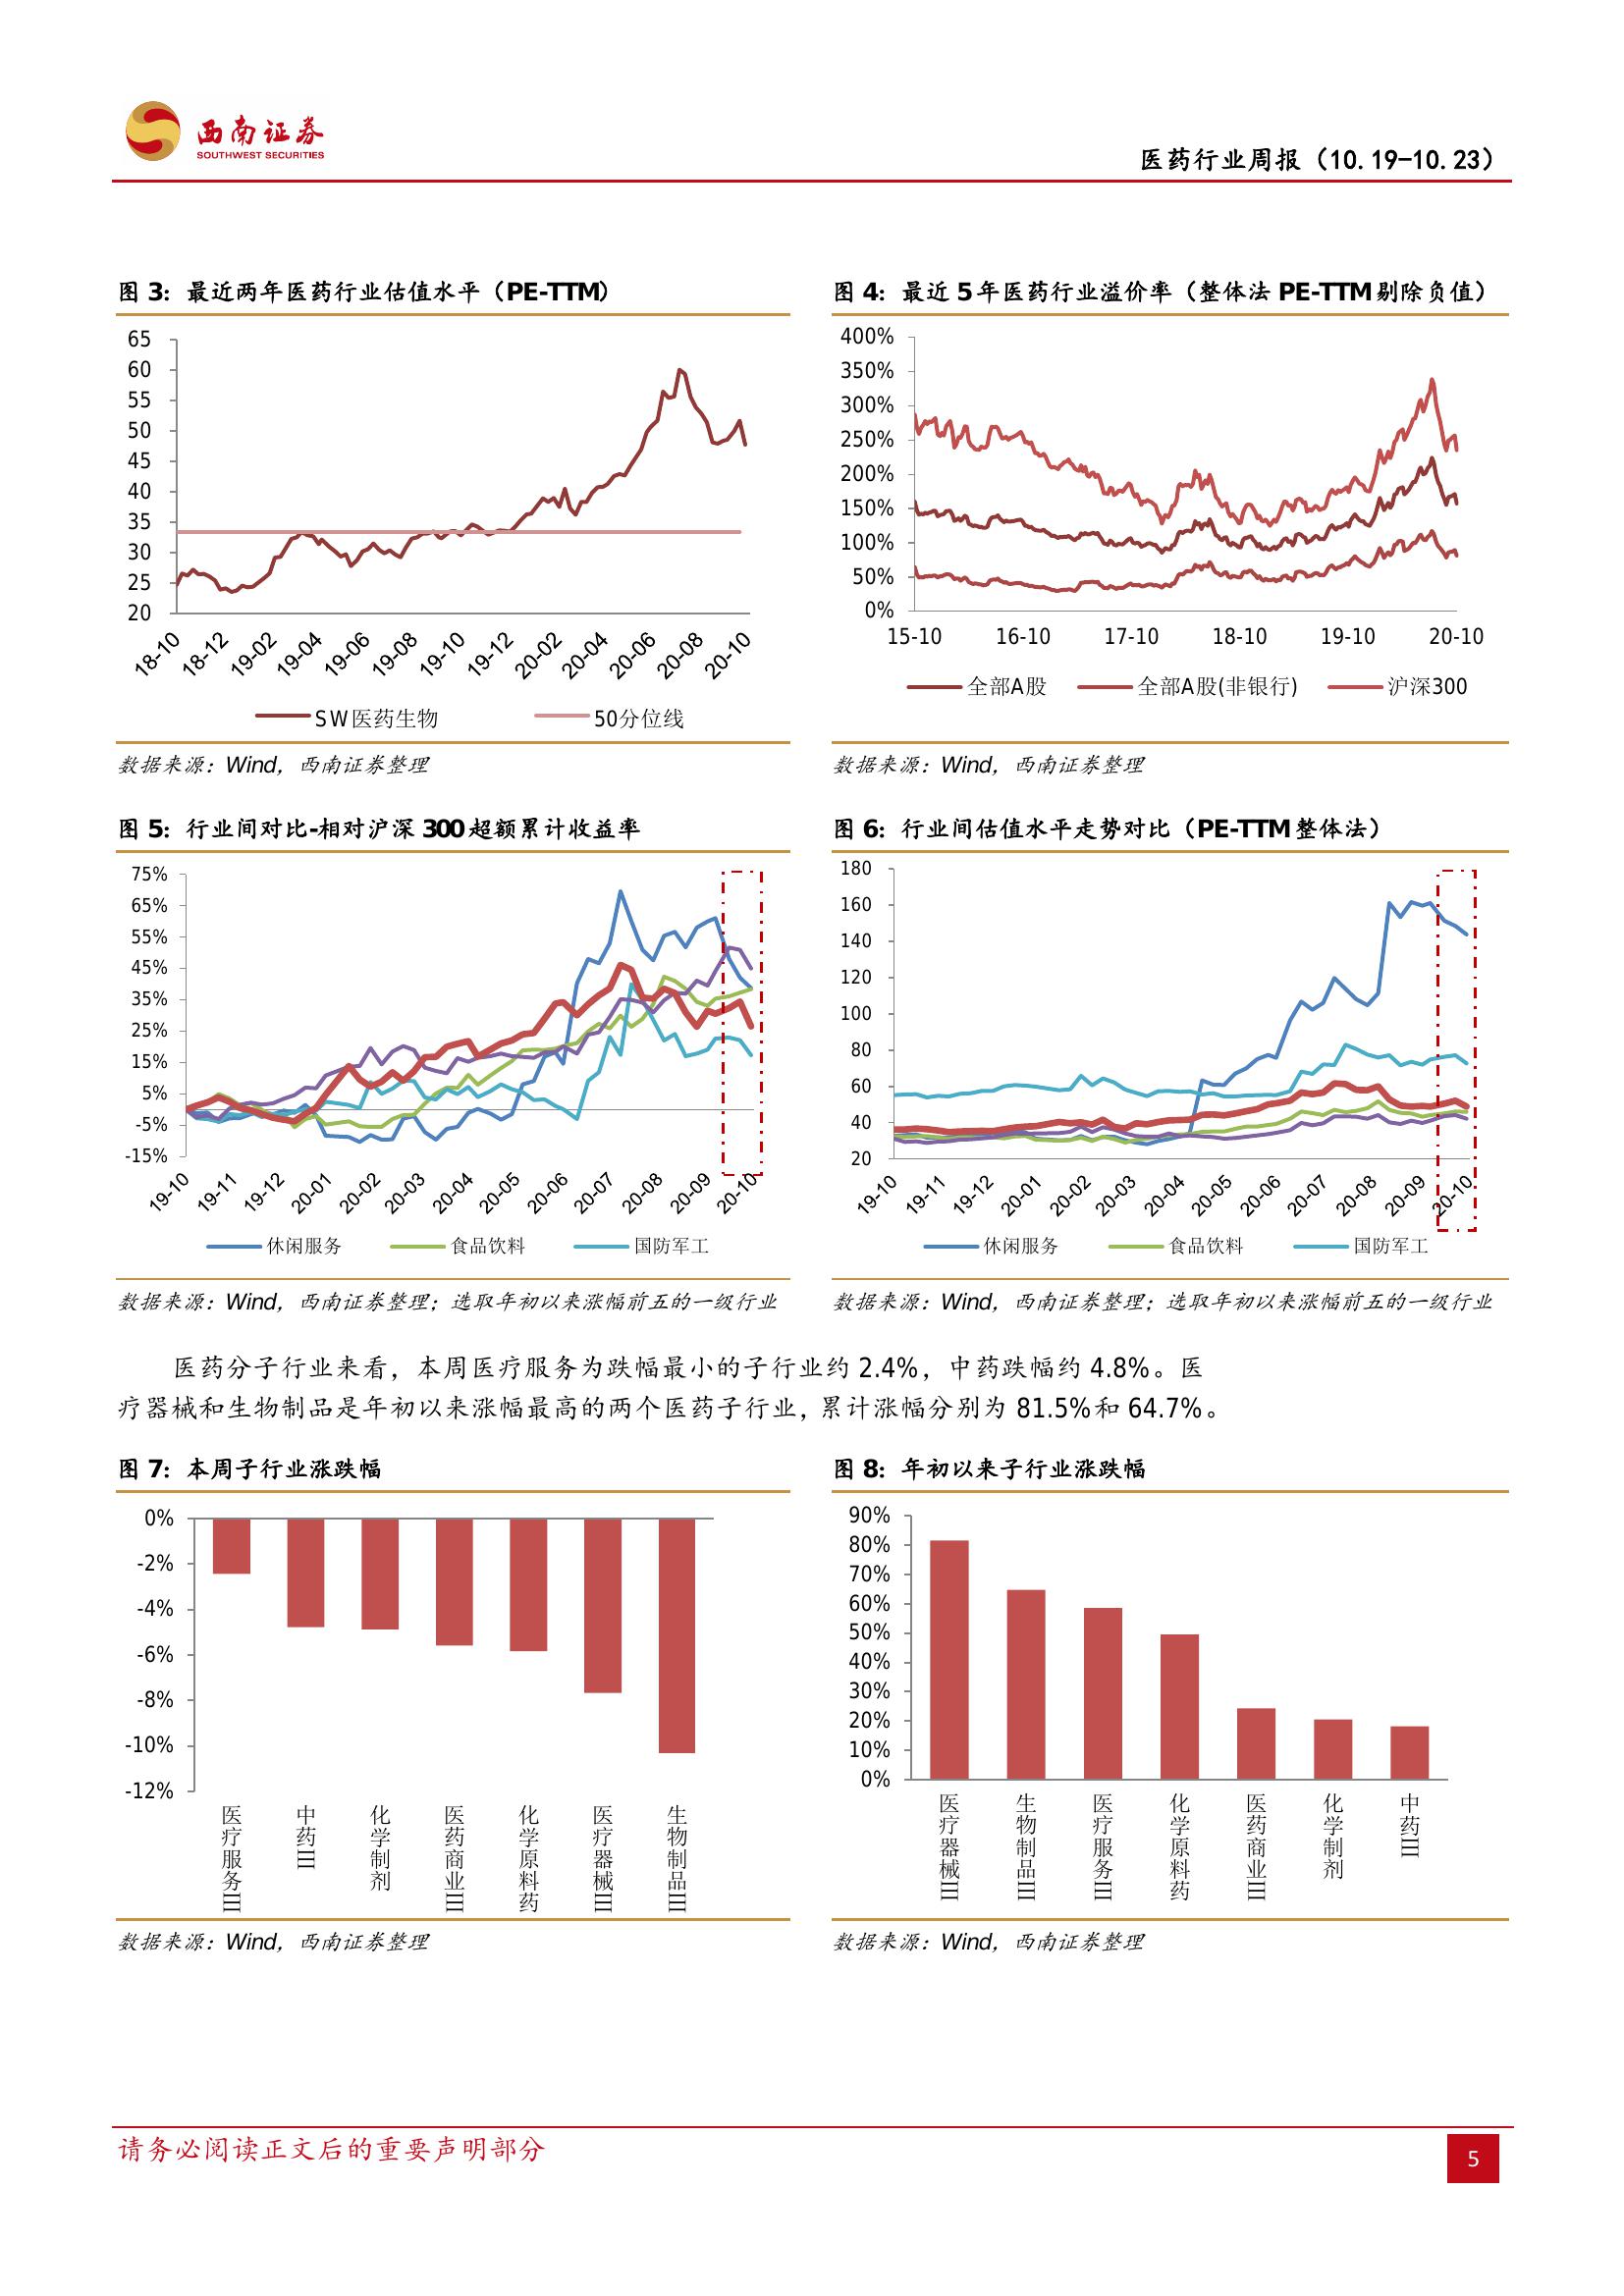 西南证券
SOUTHWEST SECURITIES
医药行业周报（10.19-10.23）
图 3：最近两年医药行业估值水平（PE-TTM）
65
60
55
50
45
40
35
30
25
20
18-10 18-12 19-02 19-04 19-06 19-08 19-10 19-12 20-02 20-04 20-06 20-08 20-10
SW医药生物 50分位线
数据来源：Wind，西南证券整理
图 4：最近 5 年医药行业溢价率（整体法 PE-TTM 剔除负值）
400%
350%
300%
250%
200%
150%
100%
50%
0%
15-10 16-10 17-10 18-10 19-10 20-10
全部A股 全部A股(非银行) 沪深300
数据来源：Wind，西南证券整理
图 5：行业间对比-相对沪深 300 超额累计收益率
75%
65%
55%
45%
35%
25%
15%
5%
-5%
-15%
19-10 19-11 19-12 20-01 20-02 20-03 20-04 20-05 20-06 20-07 20-08 20-09 20-10
休闲服务 食品饮料 国防军工
数据来源：Wind，西南证券整理；选取年初以来涨幅前五的一级行业
图 6：行业间估值水平走势对比（PE-TTM 整体法）
180
160
140
120
100
80
60
40
20
19-10 19-11 19-12 20-01 20-02 20-03 20-04 20-05 20-06 20-07 20-08 20-09 20-10
休闲服务 食品饮料 国防军工
数据来源：Wind，西南证券整理；选取年初以来涨幅前五的一级行业
医药分子行业来看，本周医疗服务为跌幅最小的子行业约 2.4%，中药跌幅约 4.8%。医
疗器械和生物制品是年初以来涨幅最高的两个医药子行业，累计涨幅分别为 81.5%和 64.7%。
图 7：本周子行业涨跌幅
0%
-2%
-4%
-6%
-8%
-10%
-12%
医疗服务III 中药III 化学制剂 医药商业III 化学原料药 医疗器械III 生物制品III
数据来源：Wind，西南证券整理
图 8：年初以来子行业涨跌幅
90%
80%
70%
60%
50%
40%
30%
20%
10%
0%
医疗器械III 生物制品III 医疗服务III 化学原料药 医药商业III 化学制剂 中药III
数据来源：Wind，西南证券整理
请务必阅读正文后的重要声明部分
5